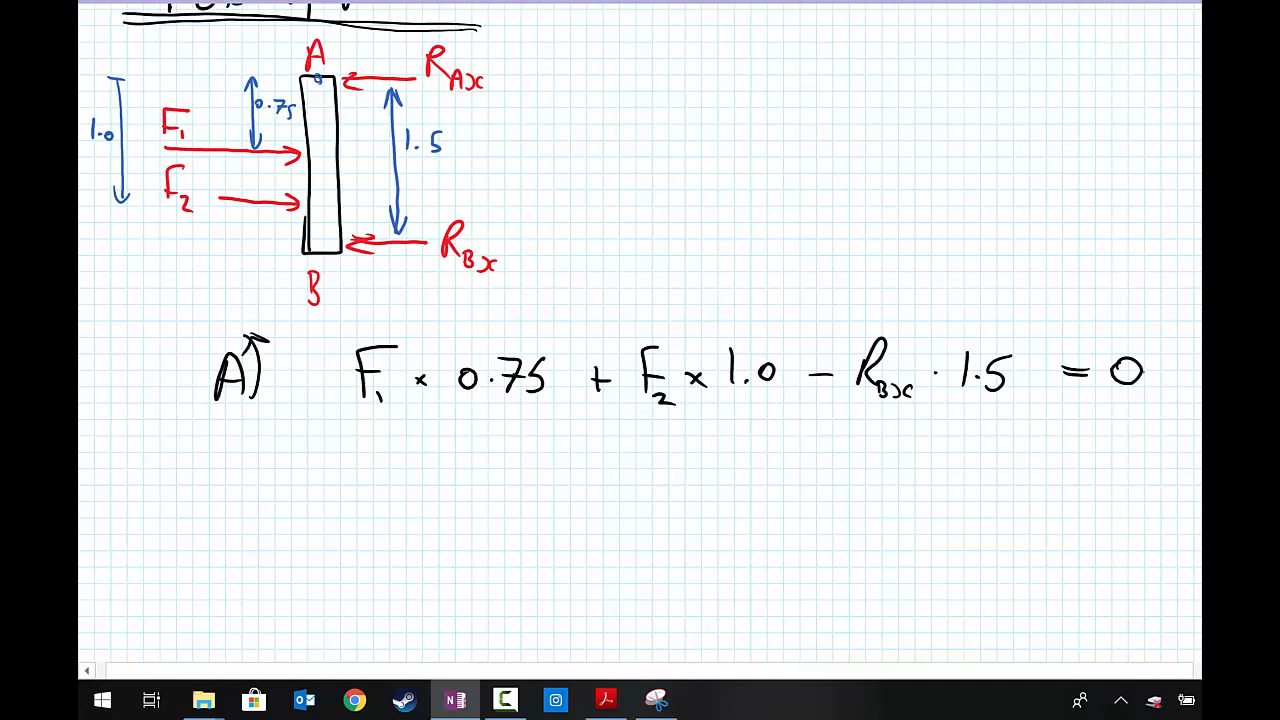 A
R_Ax
0.75
1.0
F₁
1.5
F₂
R_Bx
B
A) F₁ × 0.75 + F₂ × 1.0 − R_Bx · 1.5 = 0